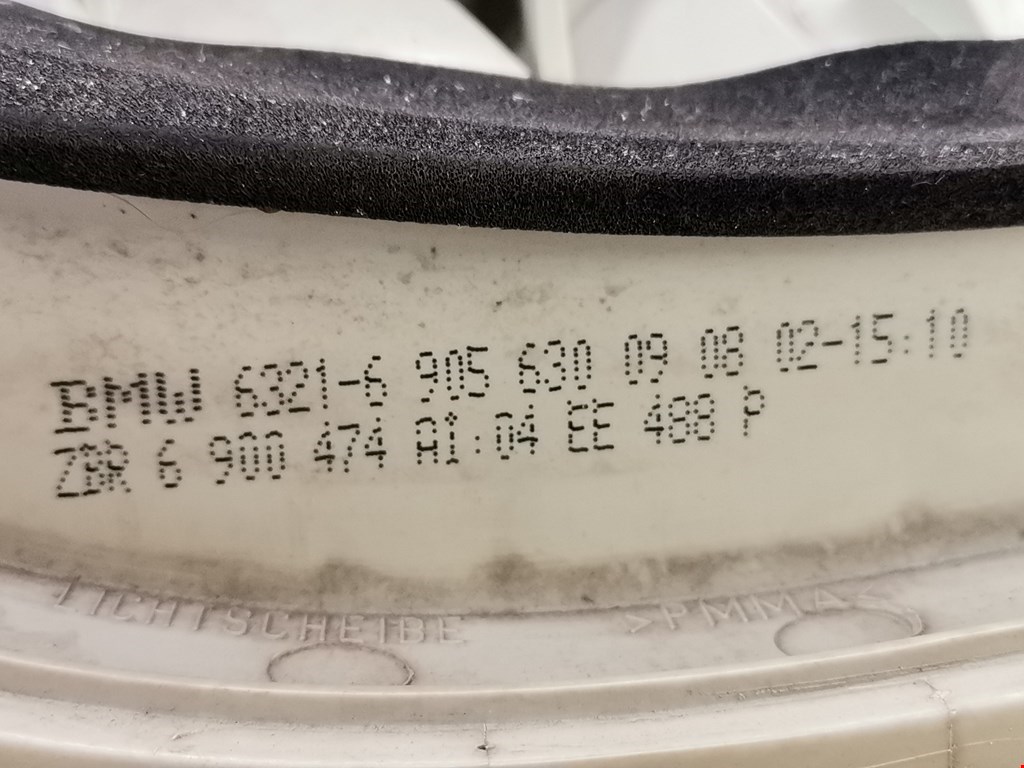 BMW 6321-6 905 630 09 08 02-15:10
ZBR 6 900 474 AI:04 EE 488 P
LICHTSCHEIBE >PMMA<